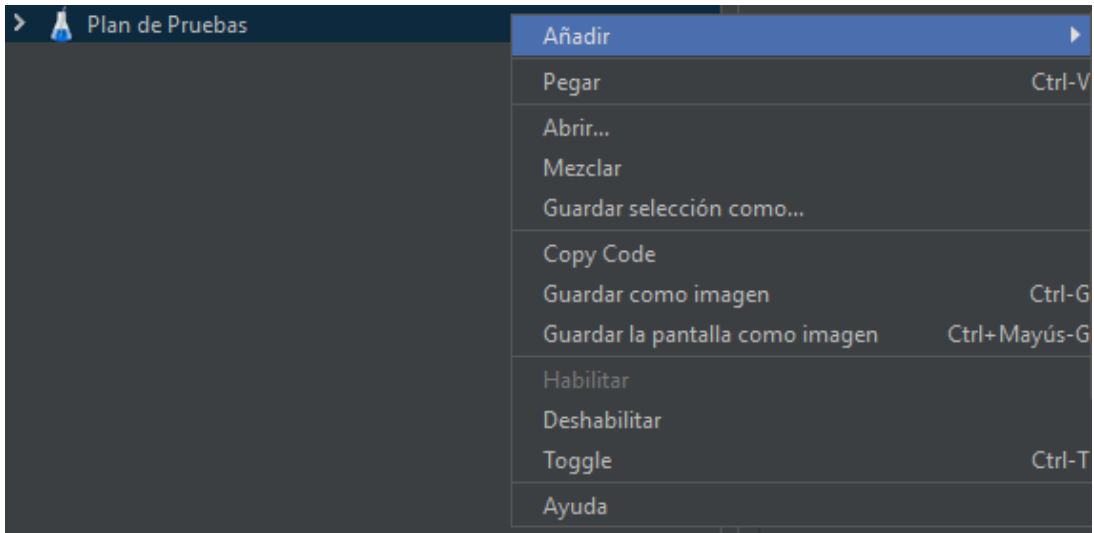 Plan de Pruebas
Añadir
Pegar Ctrl-V
Abrir...
Mezclar
Guardar selección como...
Copy Code
Guardar como imagen Ctrl-G
Guardar la pantalla como imagen Ctrl+Mayús-G
Habilitar
Deshabilitar
Toggle Ctrl-T
Ayuda